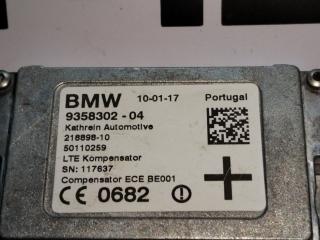 BMW 10-01-17 Portugal
9358302 - 04
Kathrein Automotive
218898-10
50110259
LTE Kompensator
SN: 117637
Compensator ECE BE001
CE 0682